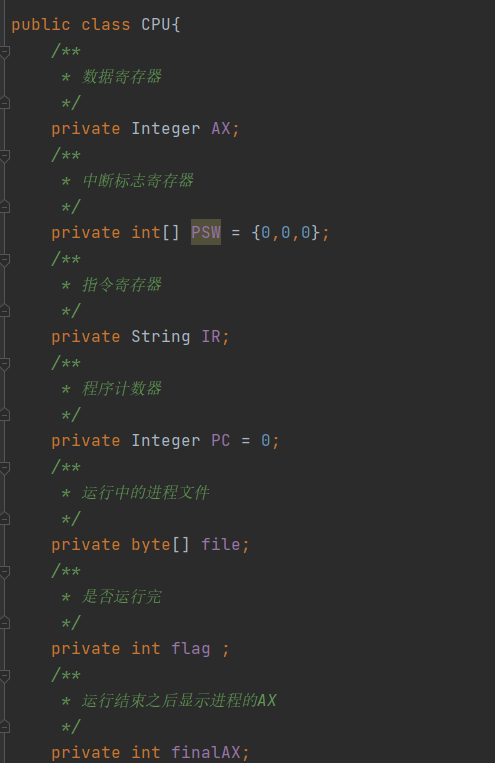 public class CPU{
/**
* 数据寄存器
*/
private Integer AX;
/**
* 中断标志寄存器
*/
private int[] PSW = {0,0,0};
/**
* 指令寄存器
*/
private String IR;
/**
* 程序计数器
*/
private Integer PC = 0;
/**
* 运行中的进程文件
*/
private byte[] file;
/**
* 是否运行完
*/
private int flag ;
/**
* 运行结束之后显示进程的AX
*/
private int finalAX;